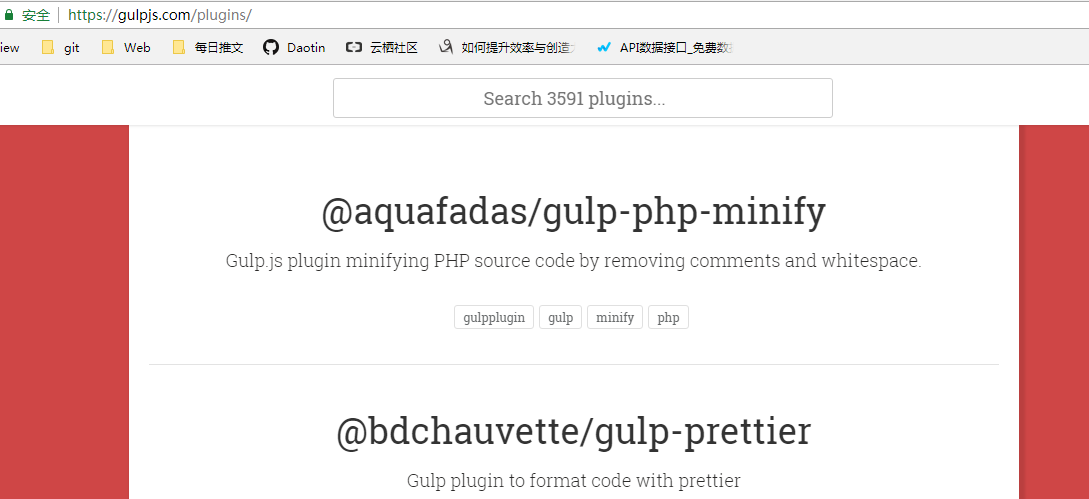 安全 https://gulpjs.com/plugins/
iew git Web 每日推文 Daotin 云栖社区 如何提升效率与创造 API数据接口_免费数
Search 3591 plugins...
@aquafadas/gulp-php-minify
Gulp.js plugin minifying PHP source code by removing comments and whitespace.
gulpplugin gulp minify php
@bdchauvette/gulp-prettier
Gulp plugin to format code with prettier